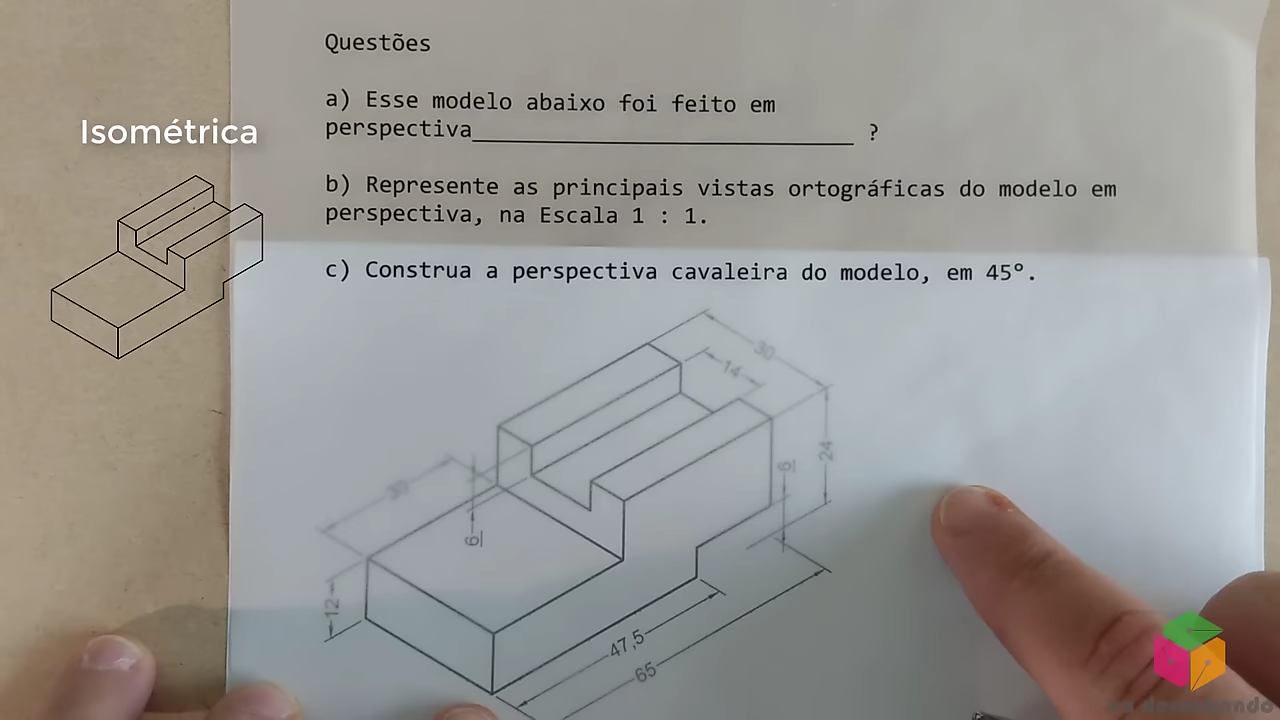 Questões
a) Esse modelo abaixo foi feito em
perspectiva______________________________ ?
Isométrica
b) Represente as principais vistas ortográficas do modelo em
perspectiva, na Escala 1 : 1.
c) Construa a perspectiva cavaleira do modelo, em 45°.
30
14
24
6
30
6
12
47,5
65